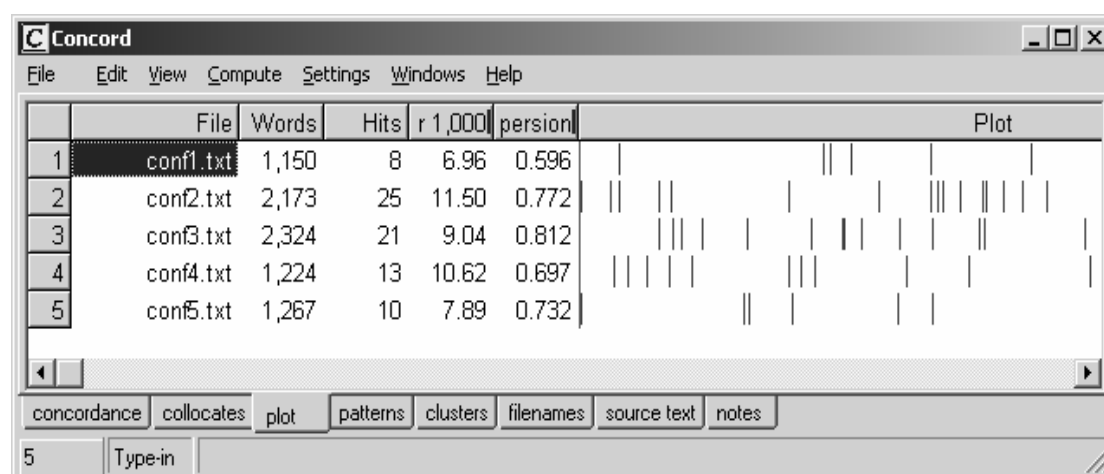 C Concord
File Edit View Compute Settings Windows Help
File Words Hits r 1,000 persion Plot
1 conf1.txt 1,150 8 6.96 0.596
2 conf2.txt 2,173 25 11.50 0.772
3 conf3.txt 2,324 21 9.04 0.812
4 conf4.txt 1,224 13 10.62 0.697
5 conf5.txt 1,267 10 7.89 0.732
concordance collocates plot patterns clusters filenames source text notes
5 Type-in